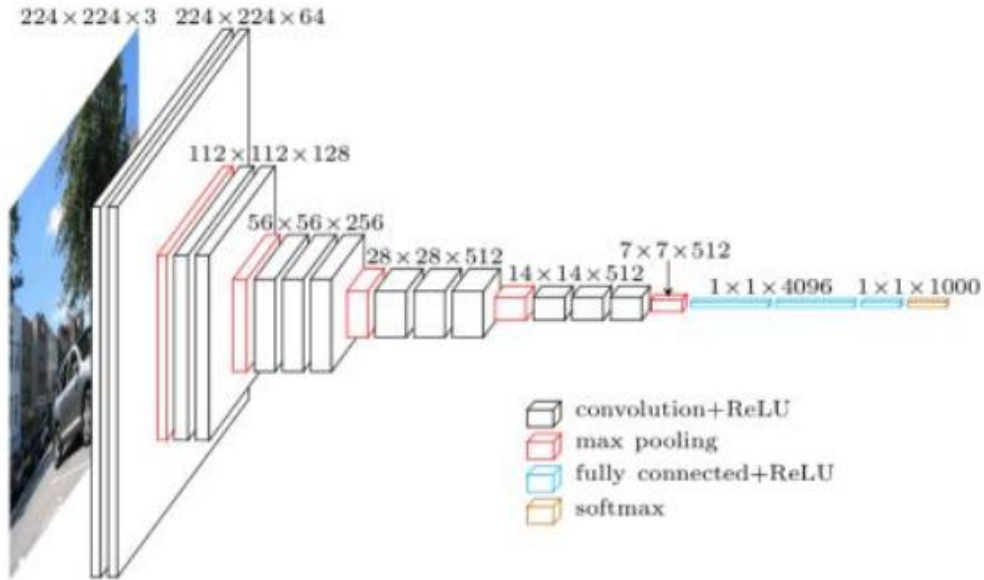 224×224×3
224×224×64
112×112×128
56×56×256
28×28×512
14×14×512
7×7×512
1×1×4096
1×1×1000
convolution+ReLU
max pooling
fully connected+ReLU
softmax